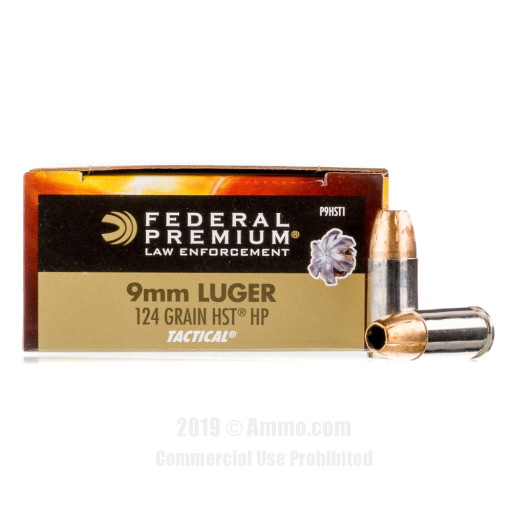 P9HST1
FEDERAL
PREMIUM®
LAW ENFORCEMENT
9mm LUGER
124 GRAIN HST® HP
TACTICAL®
2019 © Ammo.com
Commercial Use Prohibited